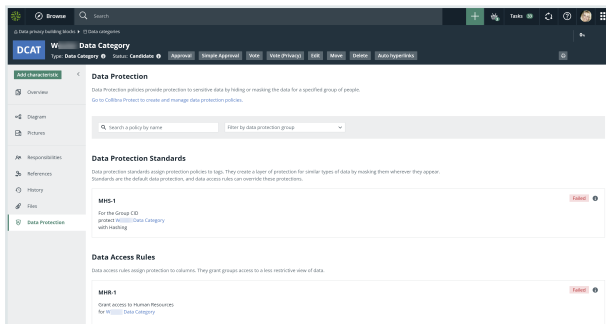 Browse
Search
Tasks 55
Data privacy building blocks
Data categories
DCAT
W Data Category
0%
Type: Data Category Status: Candidate
Approval
Simple Approval
Vote
Vote (Privacy)
Edit
Move
Delete
Auto hyperlinks
Add characteristic
Overview
Diagram
Pictures
Responsibilities
References
History
Files
Data Protection
Data Protection
Data Protection policies provide protection to sensitive data by hiding or masking the data for a specified group of people.
Go to Collibra Protect to create and manage data protection policies.
Search a policy by name
Filter by data protection group
Data Protection Standards
Data protection standards assign protection policies to tags. They create a layer of protection for similar types of data by masking them wherever they appear.
Standards are the default data protection, and data access rules can override these protections.
MHS-1
Failed
For the Group CID
protect W Data Category
with Hashing
Data Access Rules
Data access rules assign protection to columns. They grant groups access to a less restrictive view of data.
MHR-1
Failed
Grant access to Human Resources
for W Data Category